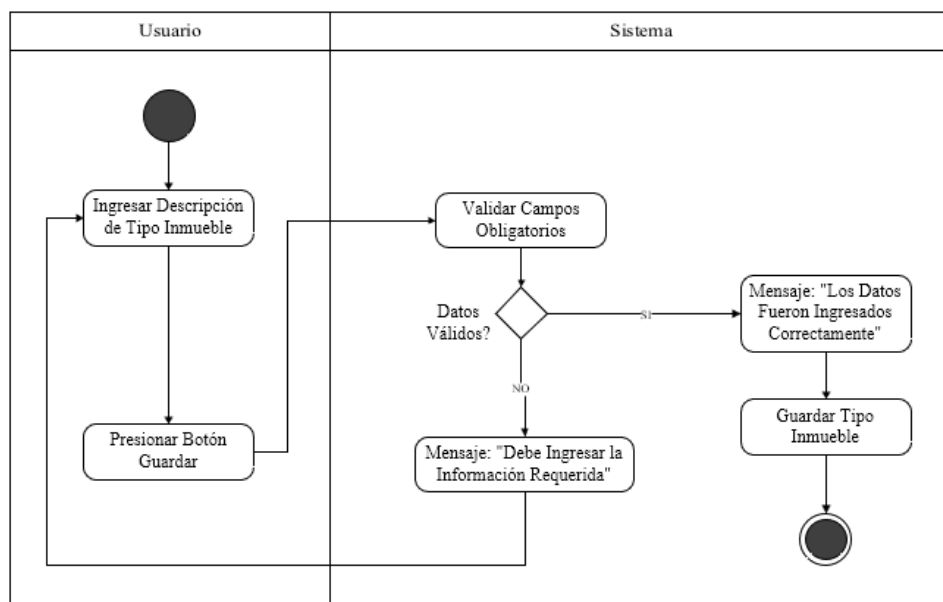 Usuario
Sistema
Ingresar Descripción
de Tipo Inmueble
Validar Campos
Obligatorios
Datos
Válidos?
SI
Mensaje: "Los Datos
Fueron Ingresados
Correctamente"
NO
Presionar Botón
Guardar
Mensaje: "Debe Ingresar la
Información Requerida"
Guardar Tipo
Inmueble